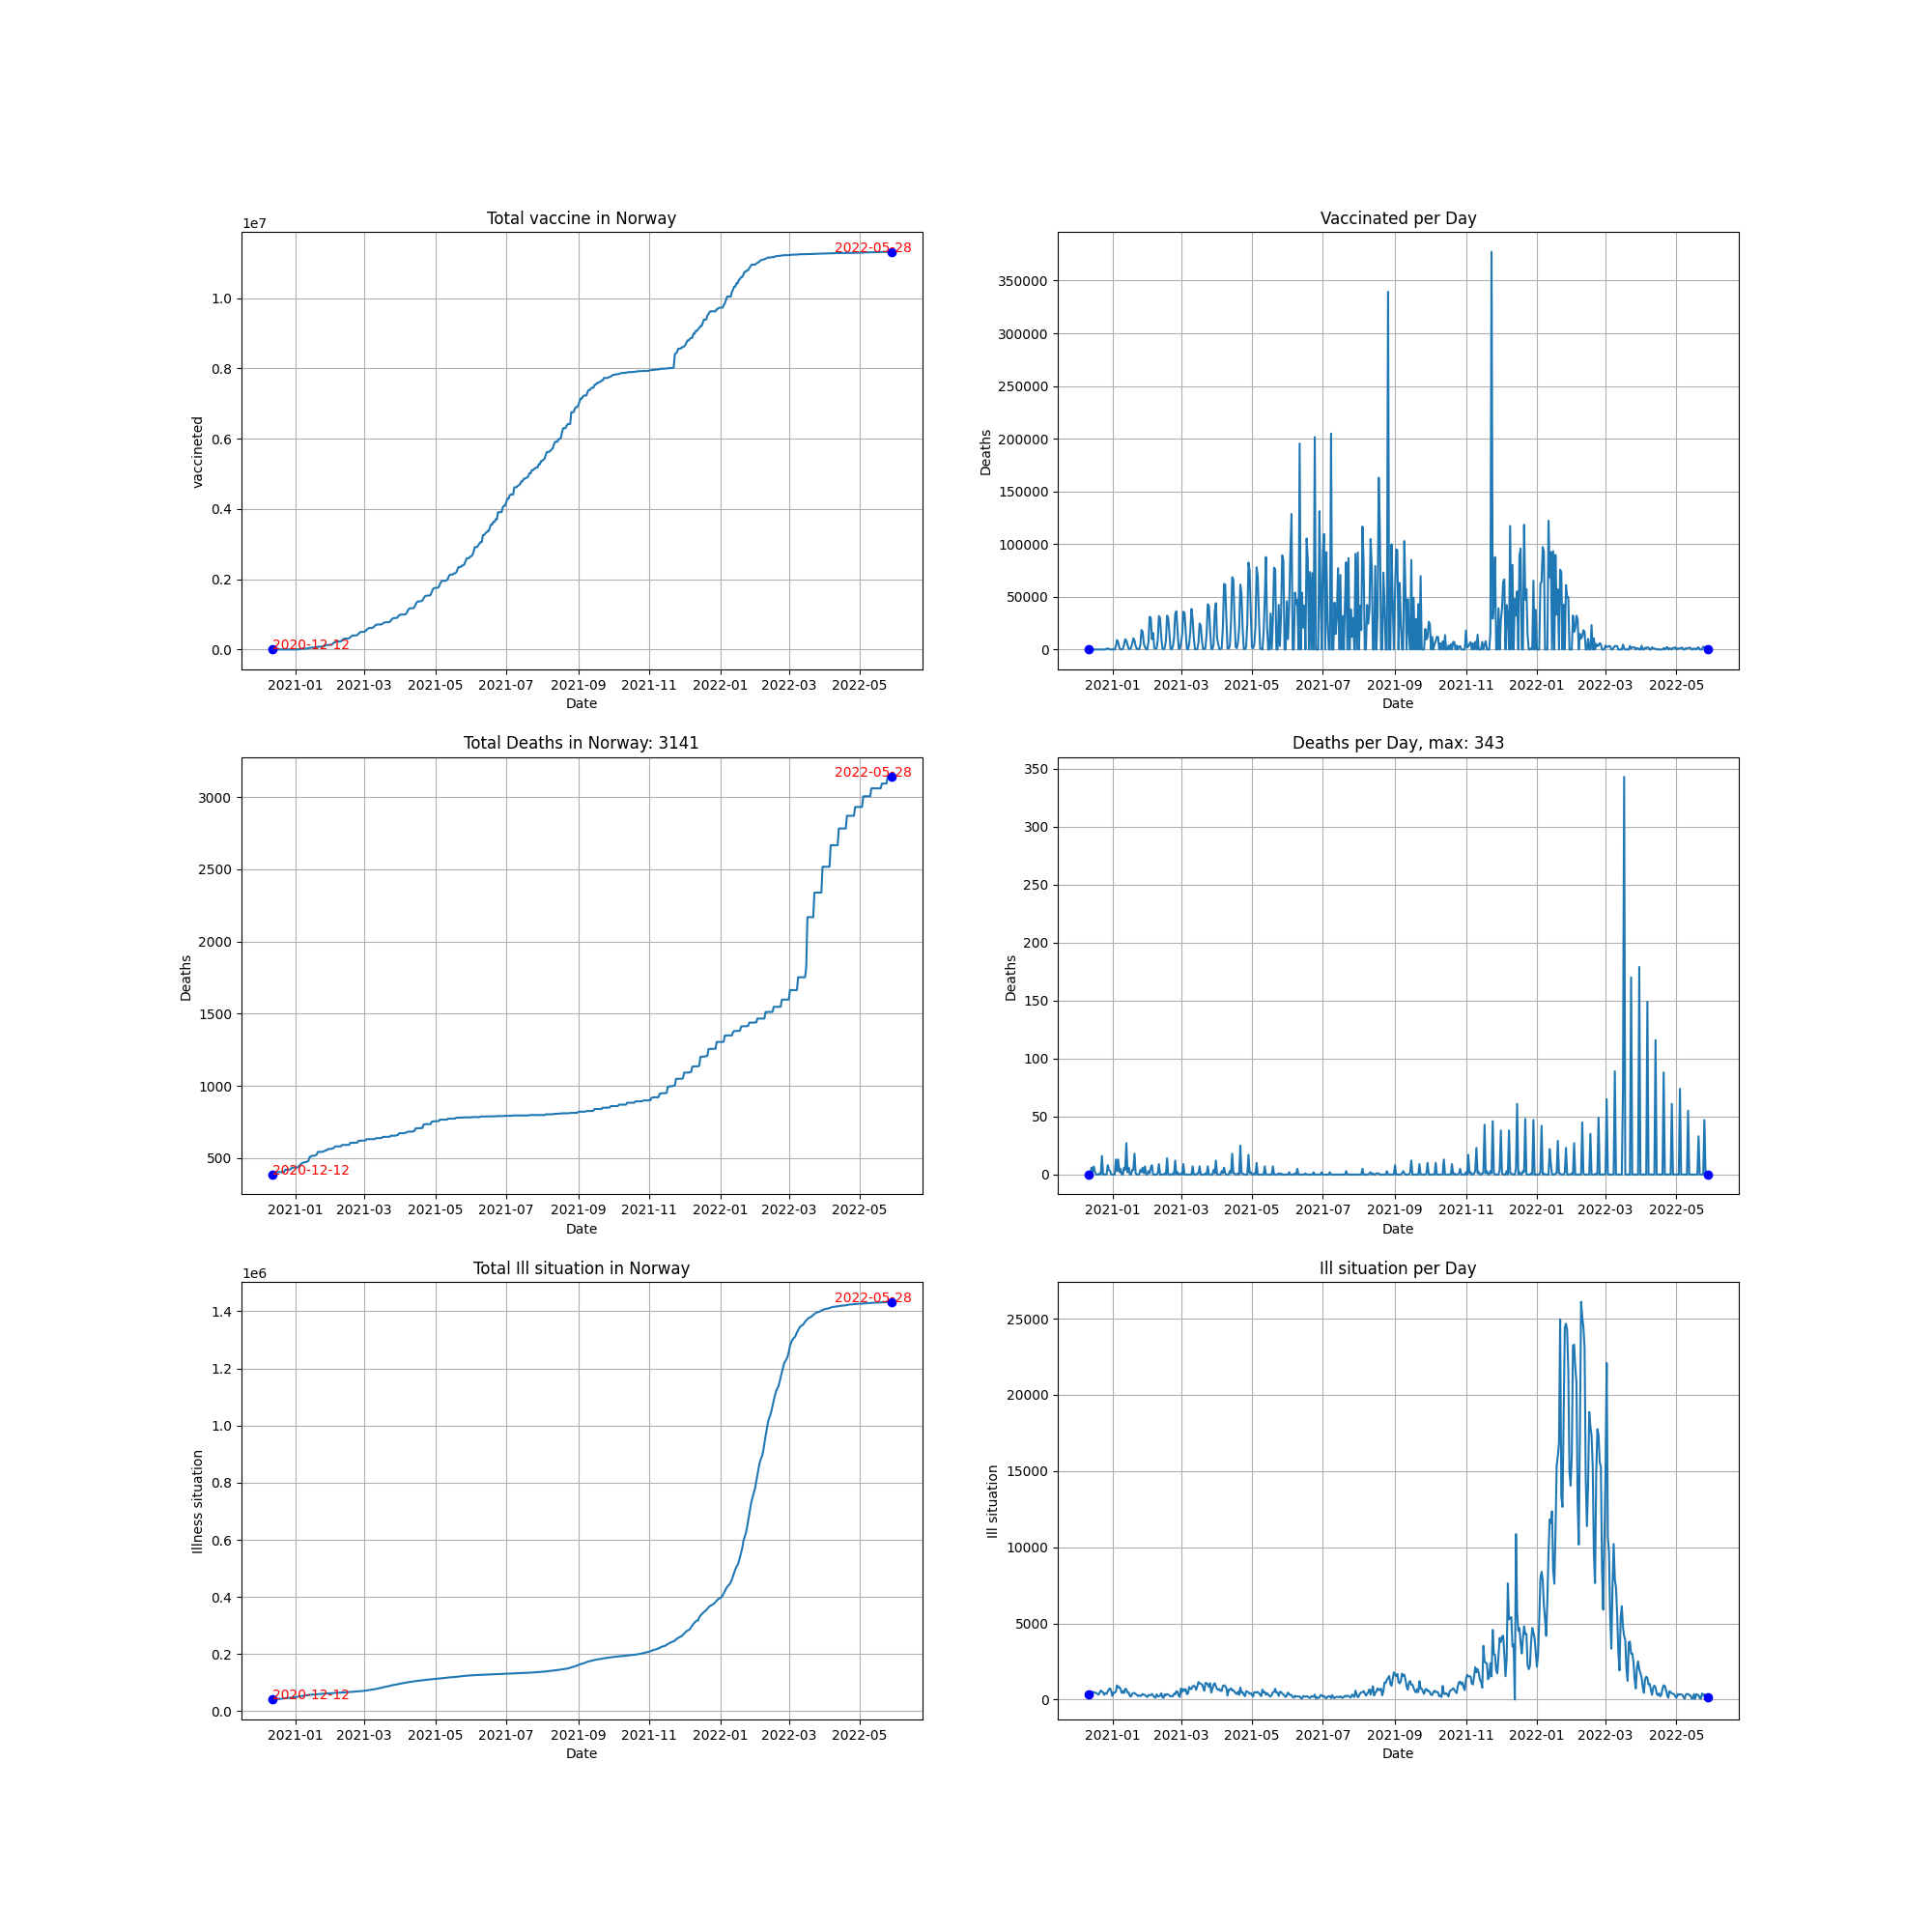 Total vaccine in Norway
1e7
vaccineted
1.0
0.8
0.6
0.4
0.2
0.0
2020-12-12
2022-05-28
2021-01 2021-03 2021-05 2021-07 2021-09 2021-11 2022-01 2022-03 2022-05
Date
Vaccinated per Day
Deaths
350000
300000
250000
200000
150000
100000
50000
0
2021-01 2021-03 2021-05 2021-07 2021-09 2021-11 2022-01 2022-03 2022-05
Date
Total Deaths in Norway: 3141
Deaths
3000
2500
2000
1500
1000
500
2020-12-12
2022-05-28
2021-01 2021-03 2021-05 2021-07 2021-09 2021-11 2022-01 2022-03 2022-05
Date
Deaths per Day, max: 343
Deaths
350
300
250
200
150
100
50
0
2021-01 2021-03 2021-05 2021-07 2021-09 2021-11 2022-01 2022-03 2022-05
Date
Total Ill situation in Norway
1e6
Illness situation
1.4
1.2
1.0
0.8
0.6
0.4
0.2
0.0
2020-12-12
2022-05-28
2021-01 2021-03 2021-05 2021-07 2021-09 2021-11 2022-01 2022-03 2022-05
Date
Ill situation per Day
Ill situation
25000
20000
15000
10000
5000
0
2021-01 2021-03 2021-05 2021-07 2021-09 2021-11 2022-01 2022-03 2022-05
Date